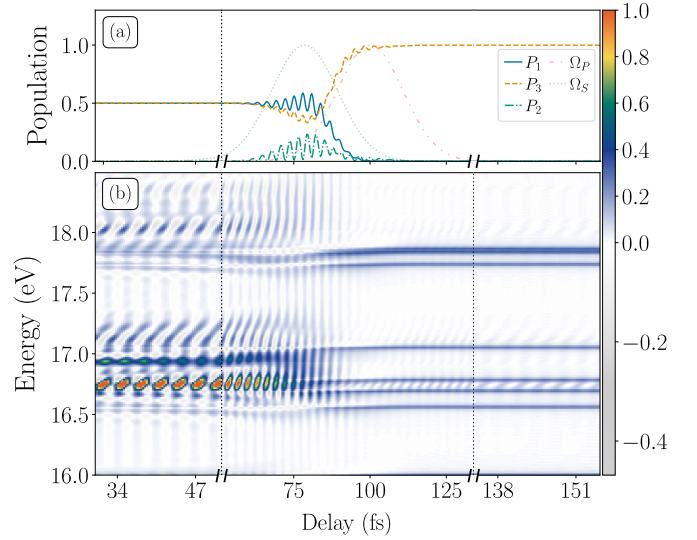 (a)
Population
1.0
0.5
0.0
P₁
P₃
P₂
Ω_P
Ω_S
(b)
Energy (eV)
18.0
17.5
17.0
16.5
16.0
34
47
75
100
125
138
151
Delay (fs)
1.0
0.8
0.6
0.4
0.2
0.0
−0.2
−0.4